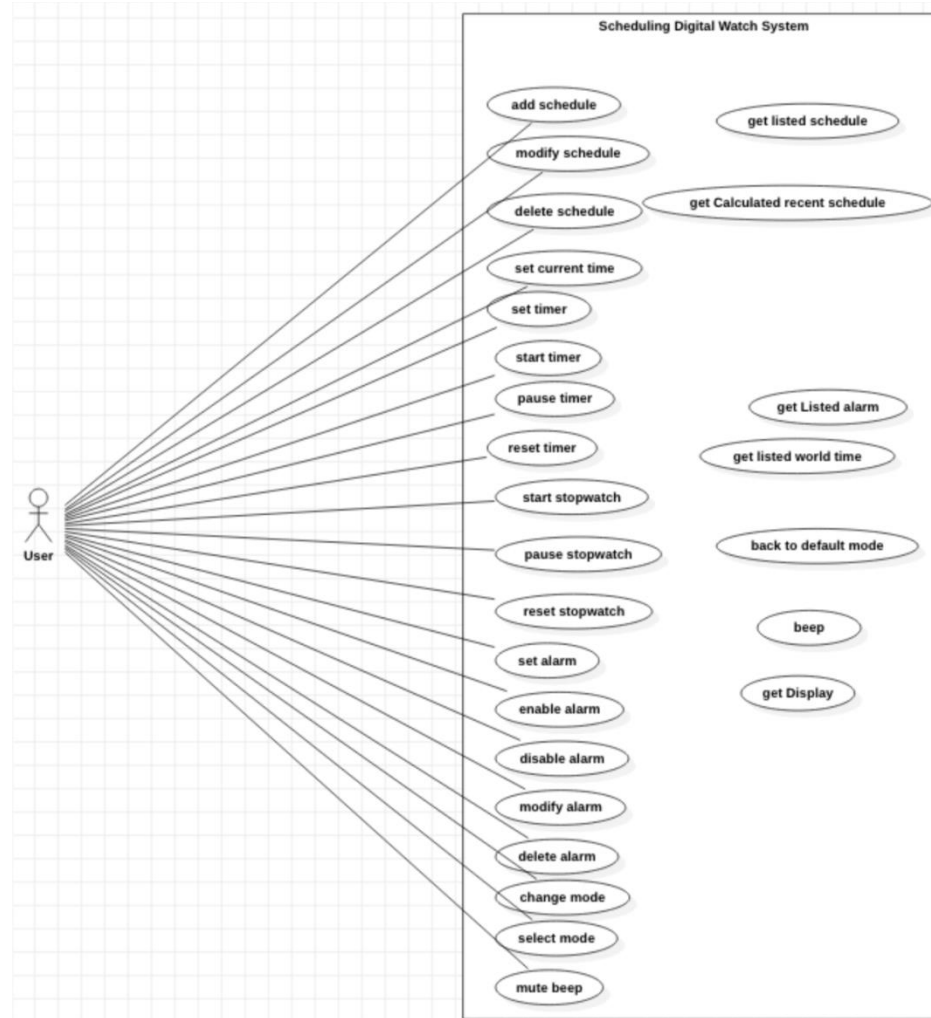 Scheduling Digital Watch System
add schedule
get listed schedule
modify schedule
get Calculated recent schedule
delete schedule
set current time
set timer
start timer
pause timer
get Listed alarm
reset timer
get listed world time
start stopwatch
User
pause stopwatch
back to default mode
reset stopwatch
beep
set alarm
get Display
enable alarm
disable alarm
modify alarm
delete alarm
change mode
select mode
mute beep